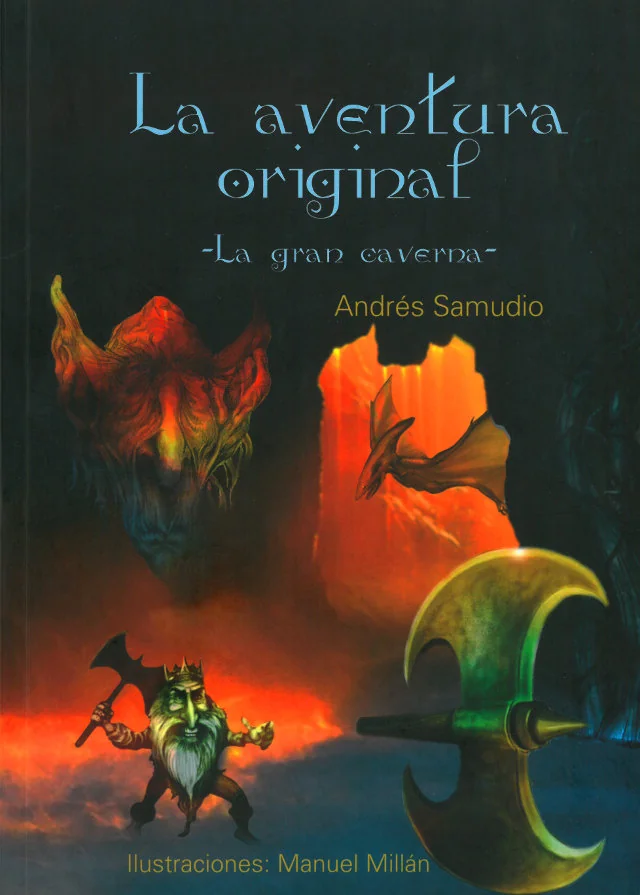 La aventura
original
-La gran caverna-
Andrés Samudio
Ilustraciones: Manuel Millán